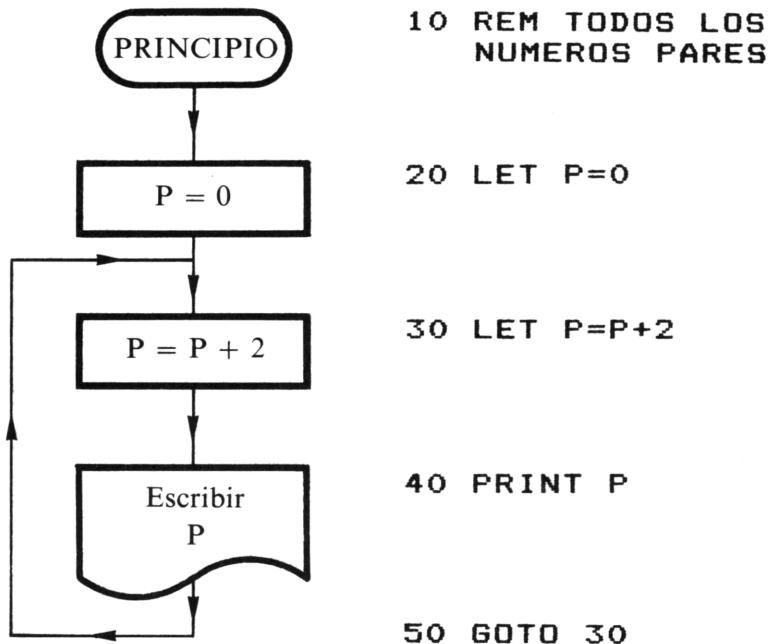 PRINCIPIO
10 REM TODOS LOS
NUMEROS PARES
P = 0
20 LET P=0
P = P + 2
30 LET P=P+2
Escribir
P
40 PRINT P
50 GOTO 30